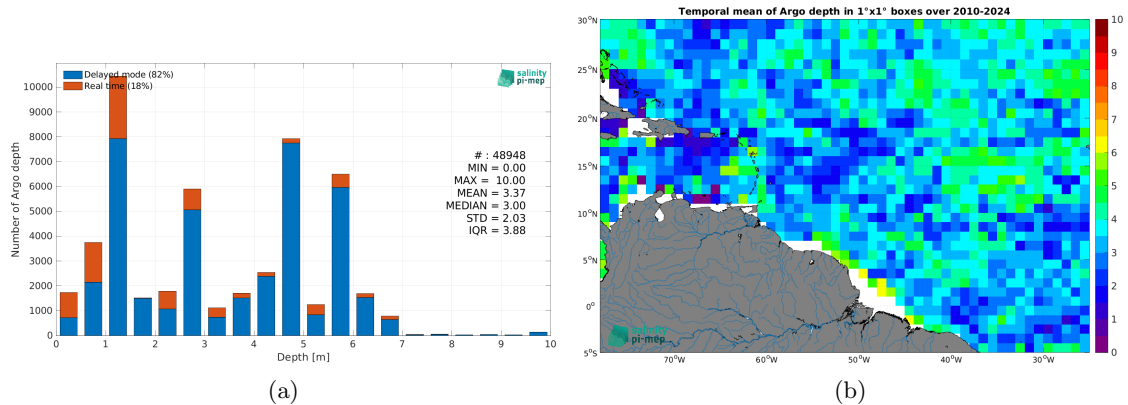 Delayed mode (82%)
Real time (18%)
salinity
pi-mep
Number of Argo depth
10000
9000
8000
7000
6000
5000
4000
3000
2000
1000
0
# : 48948
MIN = 0.00
MAX = 10.00
MEAN = 3.37
MEDIAN = 3.00
STD = 2.03
IQR = 3.88
0 1 2 3 4 5 6 7 8 9 10
Depth [m]
(a)
Temporal mean of Argo depth in 1°x1° boxes over 2010-2024
30°N
25°N
20°N
15°N
10°N
5°N
0°
5°S
70°W 60°W 50°W 40°W 30°W
salinity
pi-mep
10
9
8
7
6
5
4
3
2
1
0
(b)